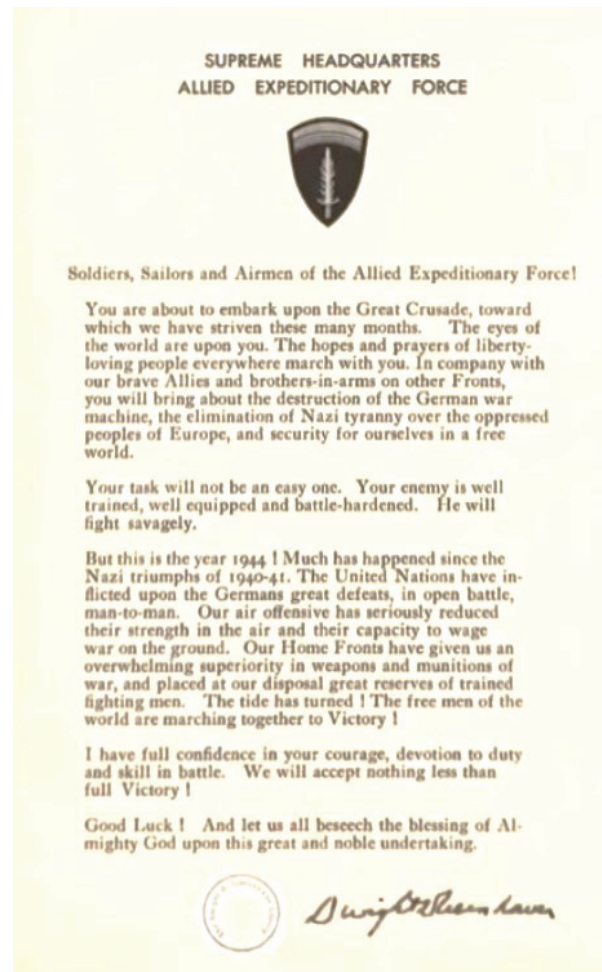 SUPREME HEADQUARTERS
ALLIED EXPEDITIONARY FORCE
Soldiers, Sailors and Airmen of the Allied Expeditionary Force!
You are about to embark upon the Great Crusade, toward
which we have striven these many months. The eyes of
the world are upon you. The hopes and prayers of liberty-
loving people everywhere march with you. In company with
our brave Allies and brothers-in-arms on other Fronts,
you will bring about the destruction of the German war
machine, the elimination of Nazi tyranny over the oppressed
peoples of Europe, and security for ourselves in a free
world.
Your task will not be an easy one. Your enemy is well
trained, well equipped and battle-hardened. He will
fight savagely.
But this is the year 1944 ! Much has happened since the
Nazi triumphs of 1940-41. The United Nations have in-
flicted upon the Germans great defeats, in open battle,
man-to-man. Our air offensive has seriously reduced
their strength in the air and their capacity to wage
war on the ground. Our Home Fronts have given us an
overwhelming superiority in weapons and munitions of
war, and placed at our disposal great reserves of trained
fighting men. The tide has turned ! The free men of the
world are marching together to Victory !
I have full confidence in your courage, devotion to duty
and skill in battle. We will accept nothing less than
full Victory !
Good Luck ! And let us all beseech the blessing of Al-
mighty God upon this great and noble undertaking.
Dwight D Eisenhower